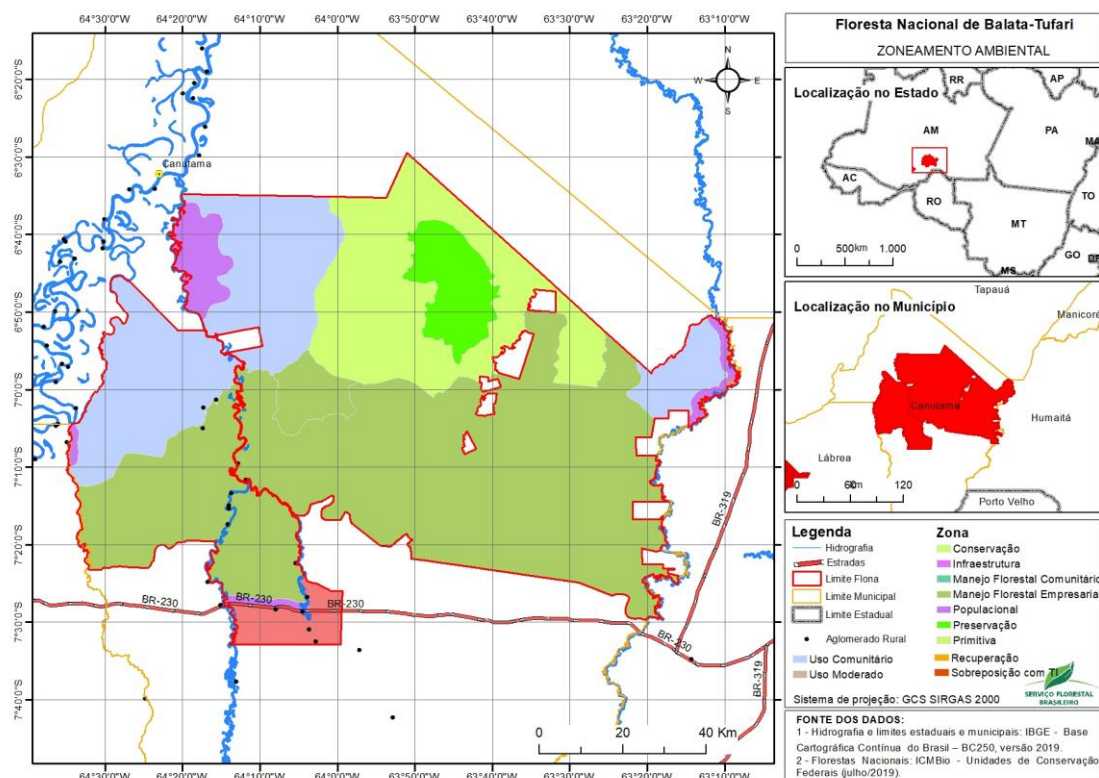 64°30'0"O 64°20'0"O 64°10'0"O 64°0'0"O 63°50'0"O 63°40'0"O 63°30'0"O 63°20'0"O 63°10'0"O
6°20'0"S
6°30'0"S
6°40'0"S
6°50'0"S
7°0'0"S
7°10'0"S
7°20'0"S
7°30'0"S
7°40'0"S
N
W E
S
Canutama
BR-319
BR-230 BR-230 BR-230
BR-230
BR-319
0 20 40 Km
64°30'0"O 64°20'0"O 64°10'0"O 64°0'0"O 63°50'0"O 63°40'0"O 63°30'0"O 63°20'0"O 63°10'0"O
Floresta Nacional de Balata-Tufari
ZONEAMENTO AMBIENTAL
Localização no Estado
RR AP
AM PA
MA
AC
TO
RO
MT
GO DF
MS
0 500km 1.000
Localização no Município
Tapauá
Manicoré
Canutama
Humaitá
Lábrea
0 60km 120
Porto Velho
Legenda
Hidrografia
Estradas
Limite Flona
Limite Municipal
Limite Estadual
Aglomerado Rural
Uso Comunitário
Uso Moderado
Zona
Conservação
Infraestrutura
Manejo Florestal Comunitário
Manejo Florestal Empresaria
Populacional
Preservação
Primitiva
Recuperação
Sobreposição com TI
Sistema de projeção: GCS SIRGAS 2000
SERVIÇO FLORESTAL
BRASILEIRO
FONTE DOS DADOS:
1 - Hidrografia e limites estaduais e municipais: IBGE - Base
Cartográfica Contínua do Brasil – BC250, versão 2019.
2 - Florestas Nacionais: ICMBio - Unidades de Conservação
Federais (julho/2019).